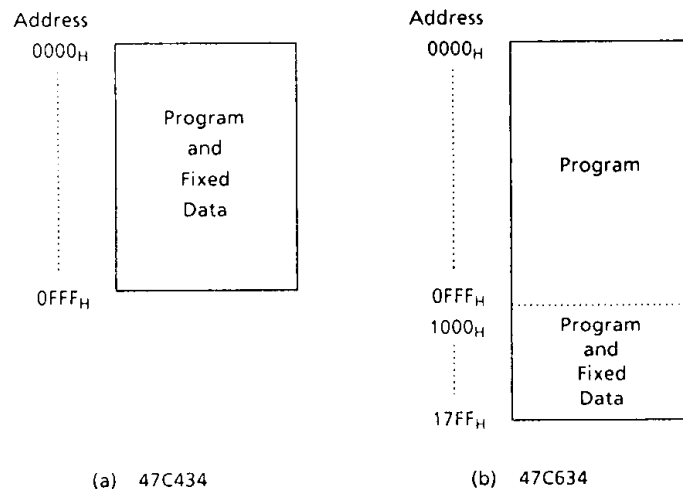 Address
0000H
Program
and
Fixed
Data
0FFFH
(a) 47C434
Address
0000H
Program
0FFFH
1000H
Program
and
Fixed
Data
17FFH
(b) 47C634